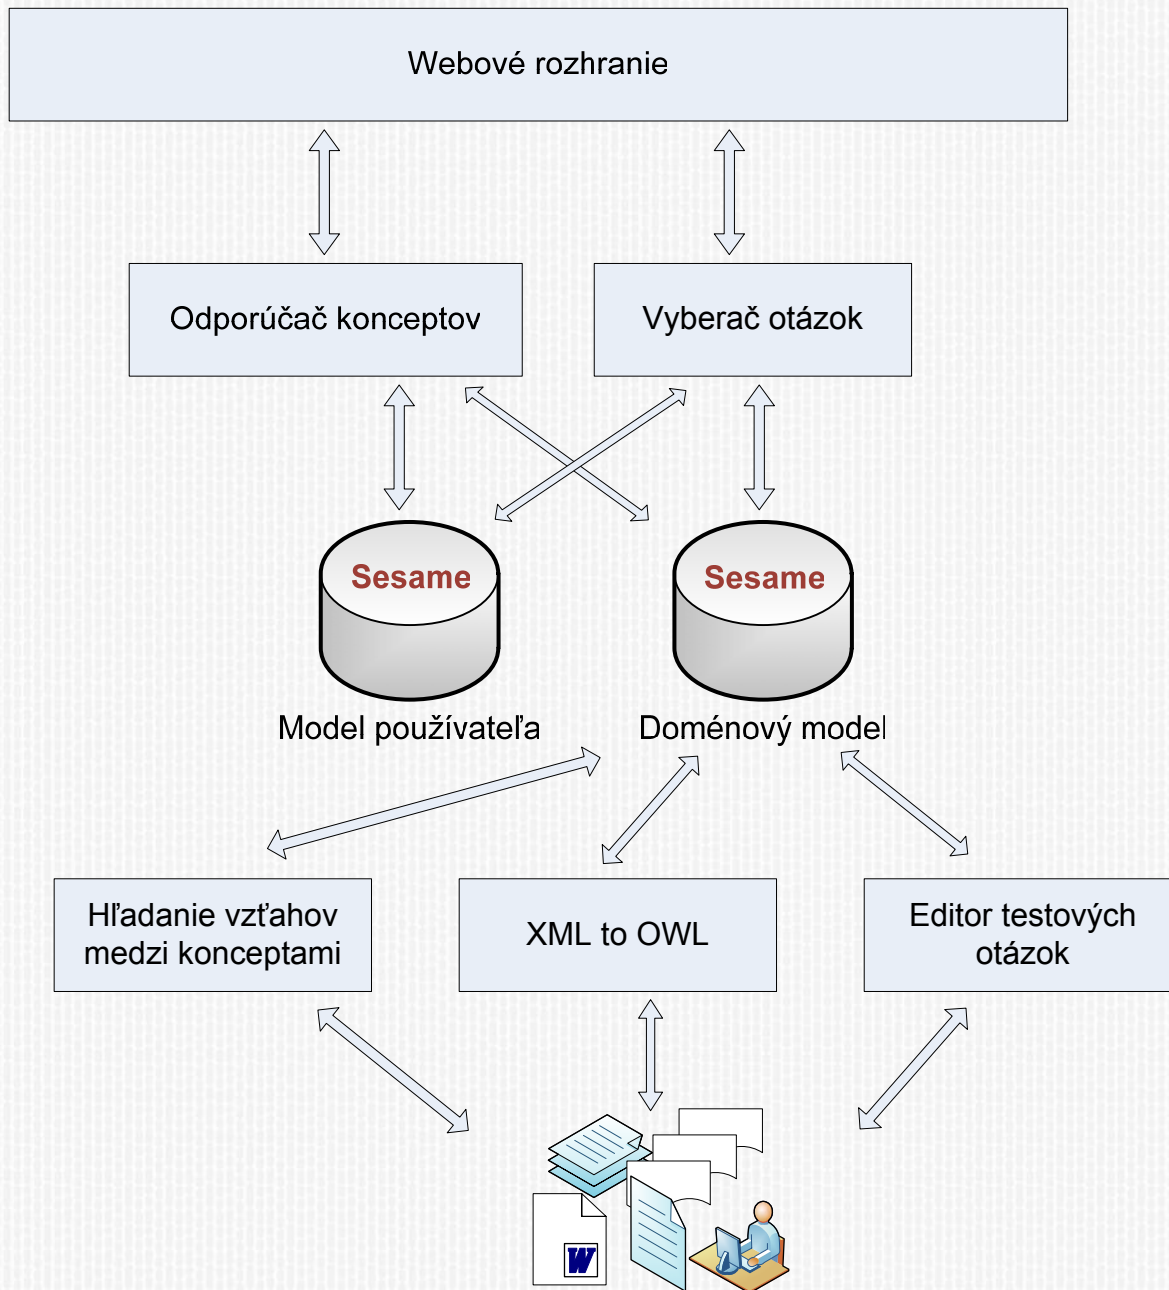 Webové rozhranie
Odporúčač konceptov
Vyberač otázok
Sesame
Sesame
Model používateľa
Doménový model
Hľadanie vzťahov
medzi konceptami
XML to OWL
Editor testových
otázok
W